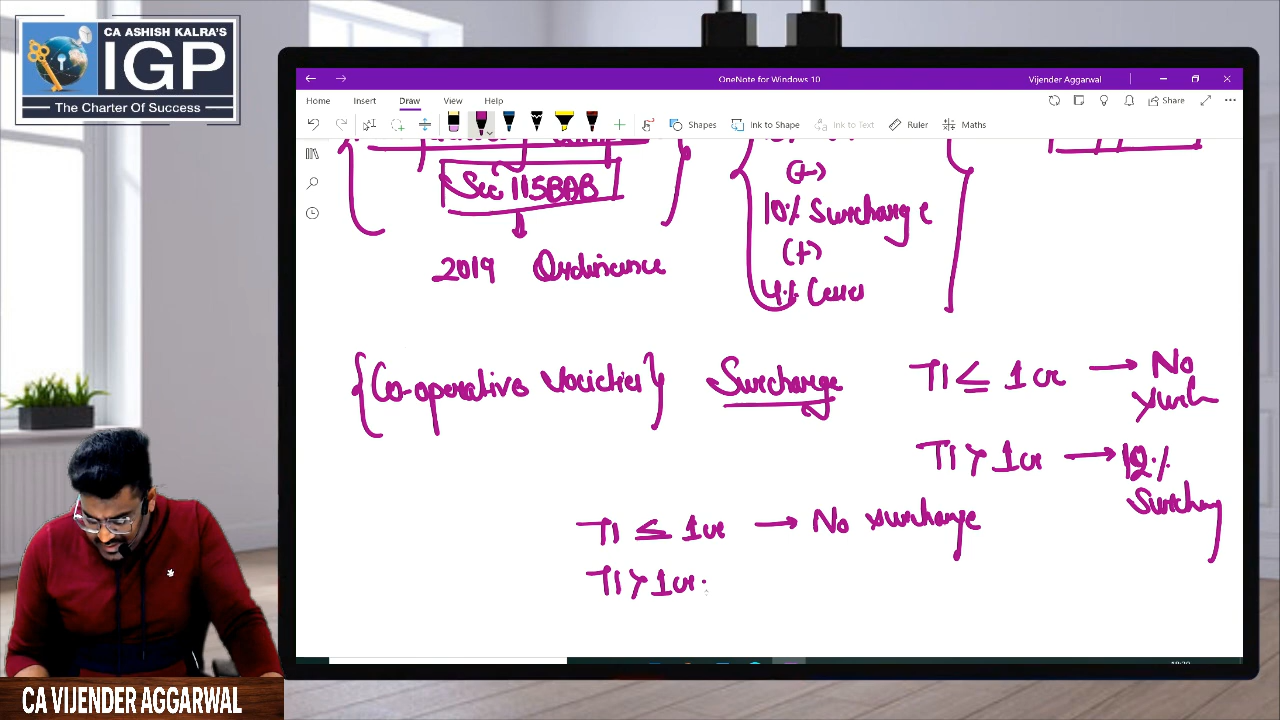 CA ASHISH KALRA'S
IGP
The Charter Of Success
OneNote for Windows 10
Vijender Aggarwal
Home Insert Draw View Help
Share
Shapes Ink to Shape Ink to Text Ruler Maths
Sec 115BAB
2019 Ordinance
(+)
10% Surcharge
(+)
4% Cess
{Co-operative Societies} Surcharge
TI ≤ 1 cr → No
Surch
TI > 1 cr → 12%
Surcharg
TI ≤ 1 cr → No surcharge
TI > 1 cr
CA VIJENDER AGGARWAL